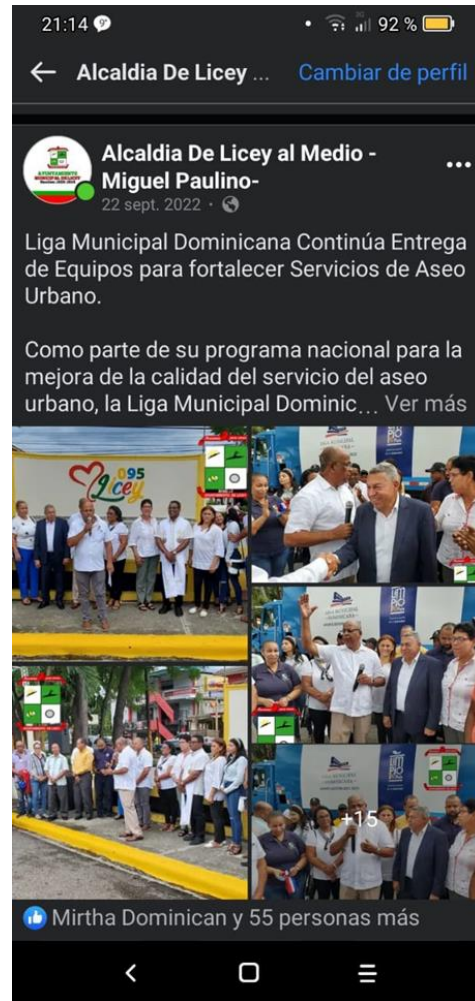 21:14
92 %
Alcaldia De Licey ...
Cambiar de perfil
Alcaldia De Licey al Medio -
Miguel Paulino-
22 sept. 2022 ·
Liga Municipal Dominicana Continúa Entrega
de Equipos para fortalecer Servicios de Aseo
Urbano.
Como parte de su programa nacional para la
mejora de la calidad del servicio del aseo
urbano, la Liga Municipal Dominic... Ver más
095
Licey
+15
Mirtha Dominican y 55 personas más